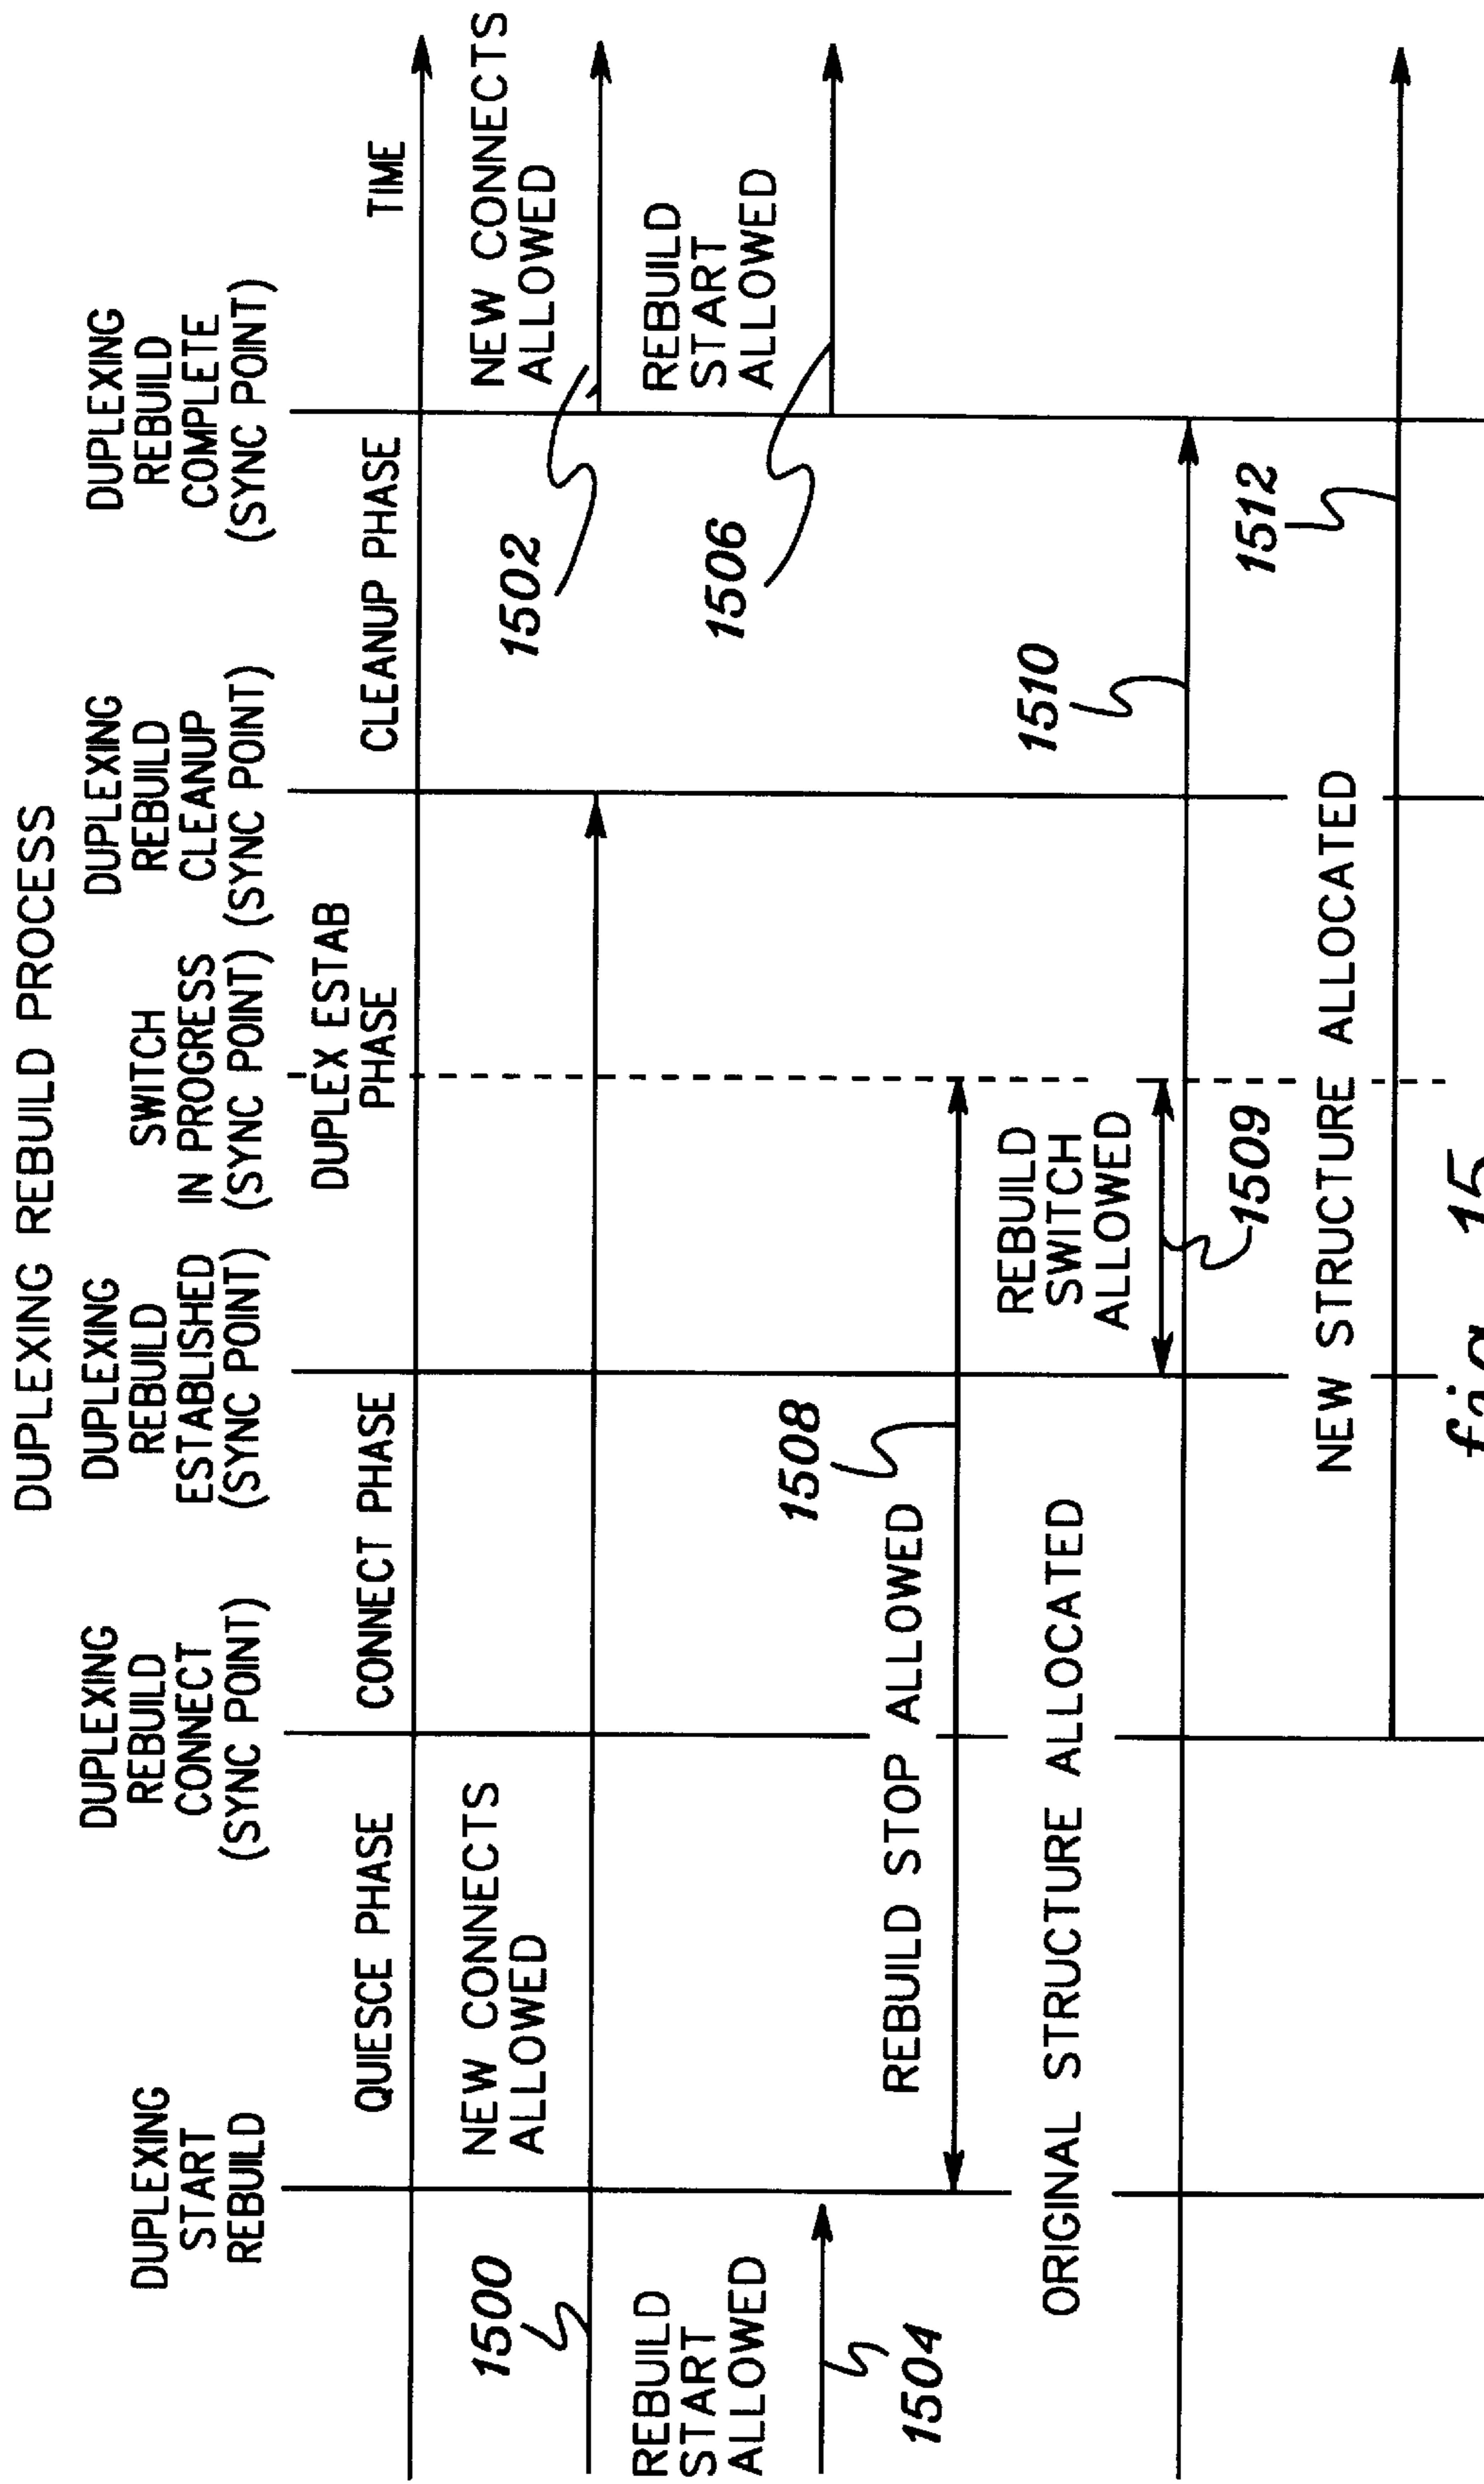 DUPLEXING REBUILD PROCESS
DUPLEXING
START
REBUILD
DUPLEXING
REBUILD
CONNECT
(SYNC POINT)
DUPLEXING
REBUILD
ESTABLISHED
(SYNC POINT)
SWITCH
IN PROGRESS
(SYNC POINT)
DUPLEXING
REBUILD
CLEANUP
(SYNC POINT)
DUPLEXING
REBUILD
COMPLETE
(SYNC POINT)
QUIESCE PHASE
CONNECT PHASE
DUPLEX ESTAB
PHASE
CLEANUP PHASE
TIME
1500
NEW CONNECTS
ALLOWED
1502
NEW CONNECTS
ALLOWED
REBUILD
START
ALLOWED
1504
1506
REBUILD
START
ALLOWED
REBUILD STOP ALLOWED
1508
REBUILD
SWITCH
ALLOWED
1509
ORIGINAL STRUCTURE ALLOCATED
1510
NEW STRUCTURE ALLOCATED
1512
fig. 15